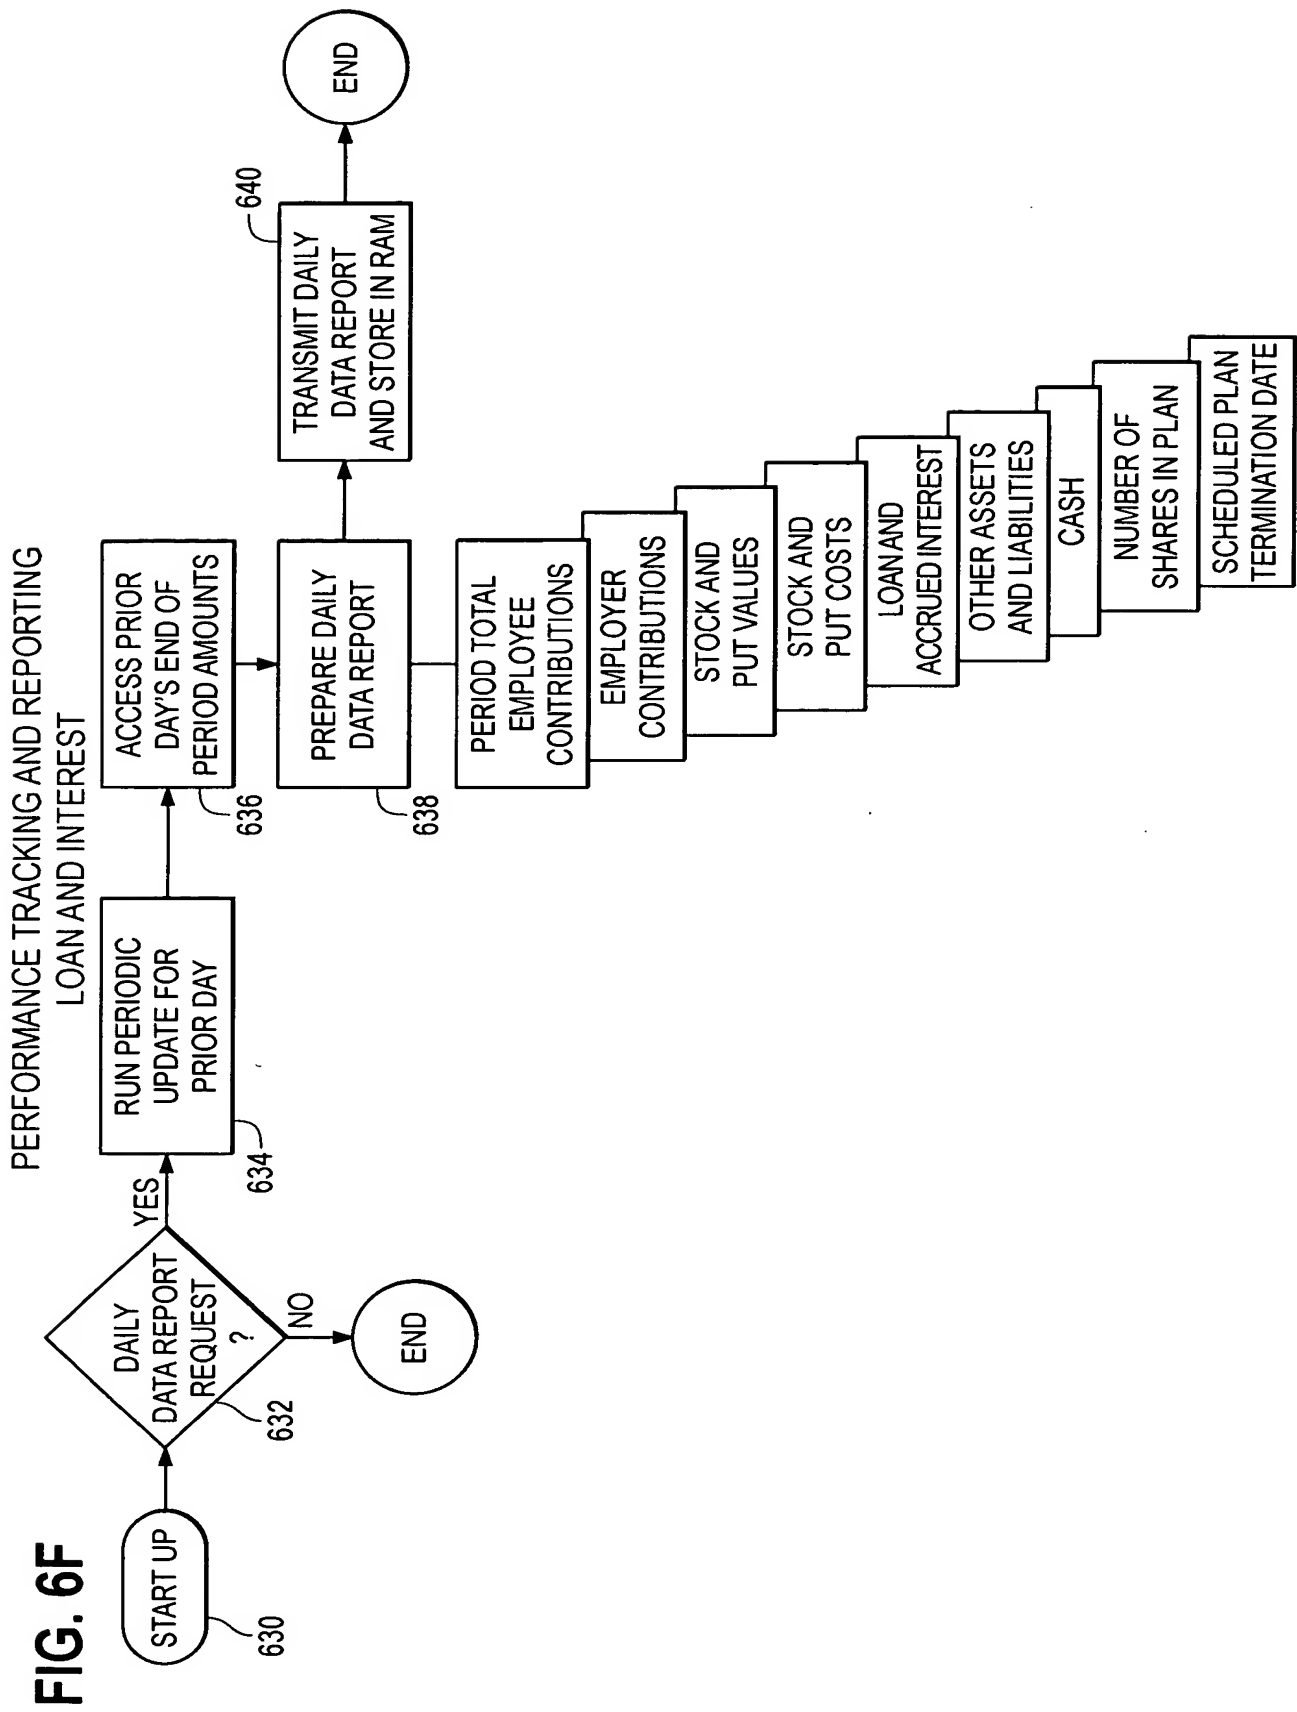 FIG. 6F
PERFORMANCE TRACKING AND REPORTING
LOAN AND INTEREST
START UP
630
DAILY
DATA REPORT
REQUEST
?
632
YES
NO
END
RUN PERIODIC
UPDATE FOR
PRIOR DAY
634
ACCESS PRIOR
DAY'S END OF
PERIOD AMOUNTS
636
PREPARE DAILY
DATA REPORT
638
TRANSMIT DAILY
DATA REPORT
AND STORE IN RAM
640
END
PERIOD TOTAL
EMPLOYEE
CONTRIBUTIONS
EMPLOYER
CONTRIBUTIONS
STOCK AND
PUT VALUES
STOCK AND
PUT COSTS
LOAN AND
ACCRUED INTEREST
OTHER ASSETS
AND LIABILITIES
CASH
NUMBER OF
SHARES IN PLAN
SCHEDULED PLAN
TERMINATION DATE